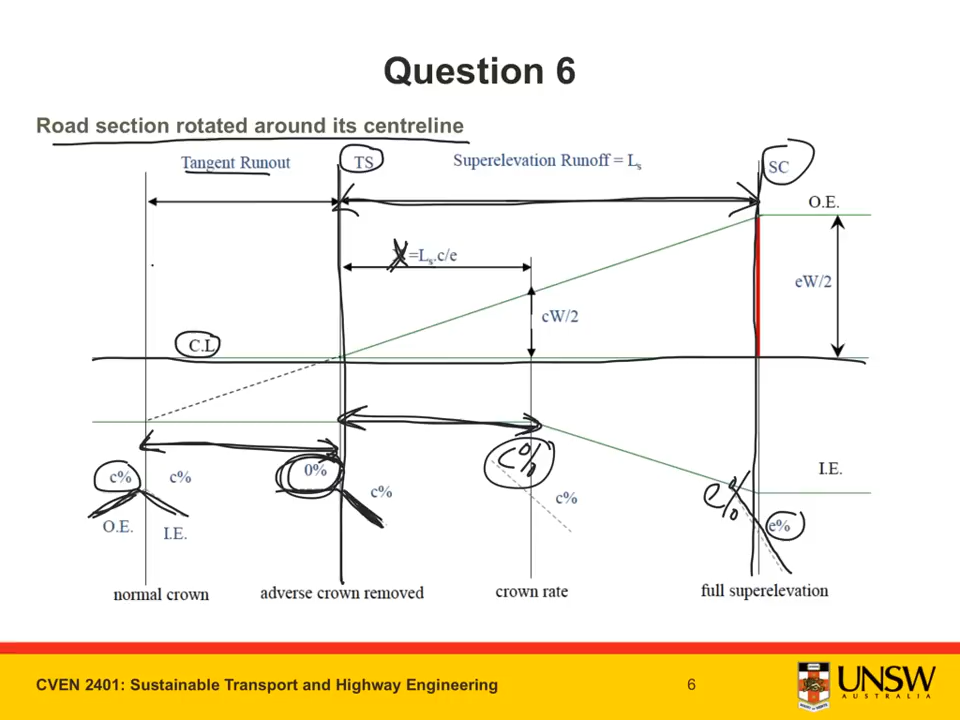 Question 6
Road section rotated around its centreline
Tangent Runout
TS
Superelevation Runoff = Ls
SC
O.E.
=Ls.c/e
eW/2
cW/2
C.L
c%
c%
0%
c%
c%
c%
I.E.
e%
e%
O.E.
I.E.
normal crown
adverse crown removed
crown rate
full superelevation
CVEN 2401: Sustainable Transport and Highway Engineering
6
UNSW
AUSTRALIA